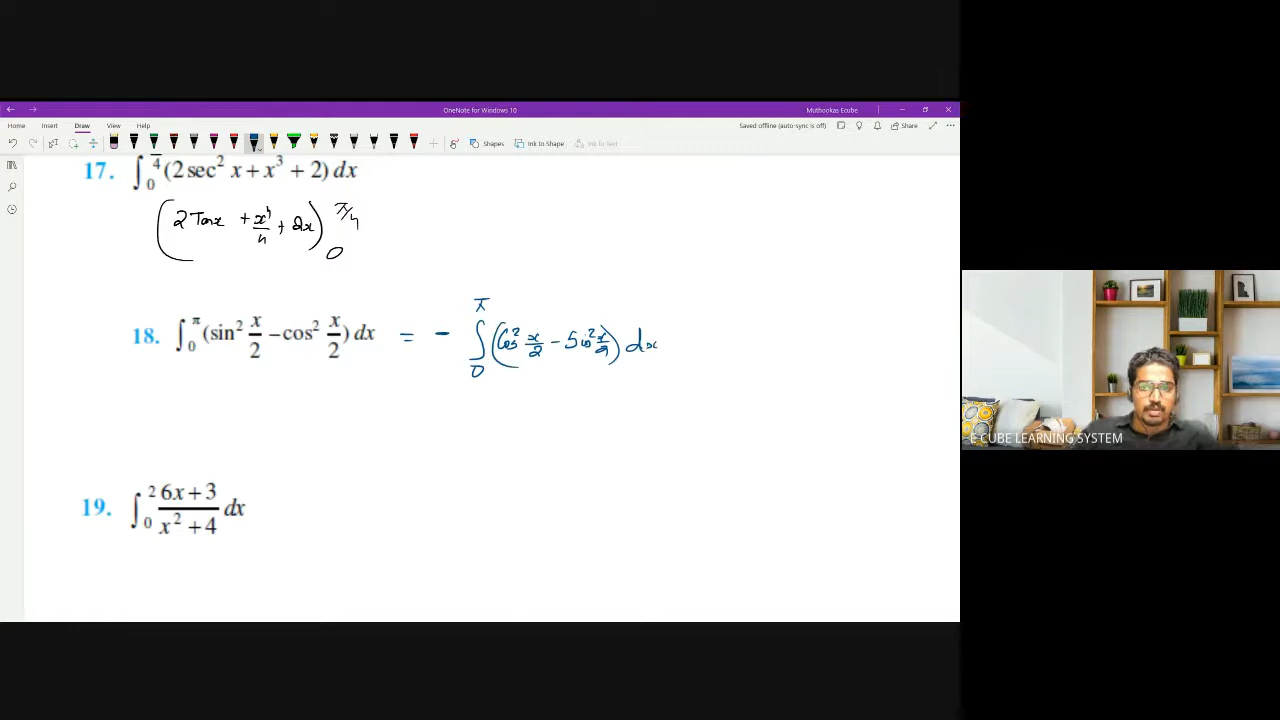 OneNote for Windows 10
Muthookas Ecube
Home Insert Draw View Help
Saved offline (auto-sync is off) Share
Shapes Ink to Shape Ink to Text
17. ∫₀^{π/4} (2 sec² x + x³ + 2) dx
(2 Tanx + x⁴/4 + 2x) π/4 0
18. ∫₀^π (sin² x/2 − cos² x/2) dx = − ∫₀^π (Cos² x/2 − Sin² x/2) dx
19. ∫₀² (6x + 3)/(x² + 4) dx
E CUBE LEARNING SYSTEM